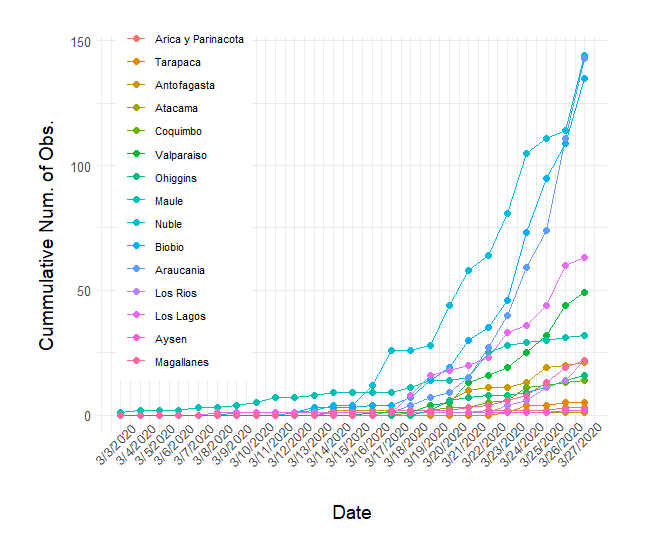 150
100
50
0
Cummulative Num. of Obs.
Arica y Parinacota
Tarapaca
Antofagasta
Atacama
Coquimbo
Valparaiso
Ohiggins
Maule
Nuble
Biobio
Araucania
Los Rios
Los Lagos
Aysen
Magallanes
3/3/2020
3/4/2020
3/5/2020
3/6/2020
3/7/2020
3/8/2020
3/9/2020
3/10/2020
3/11/2020
3/12/2020
3/13/2020
3/14/2020
3/15/2020
3/16/2020
3/17/2020
3/18/2020
3/19/2020
3/20/2020
3/21/2020
3/22/2020
3/23/2020
3/24/2020
3/25/2020
3/26/2020
3/27/2020
Date